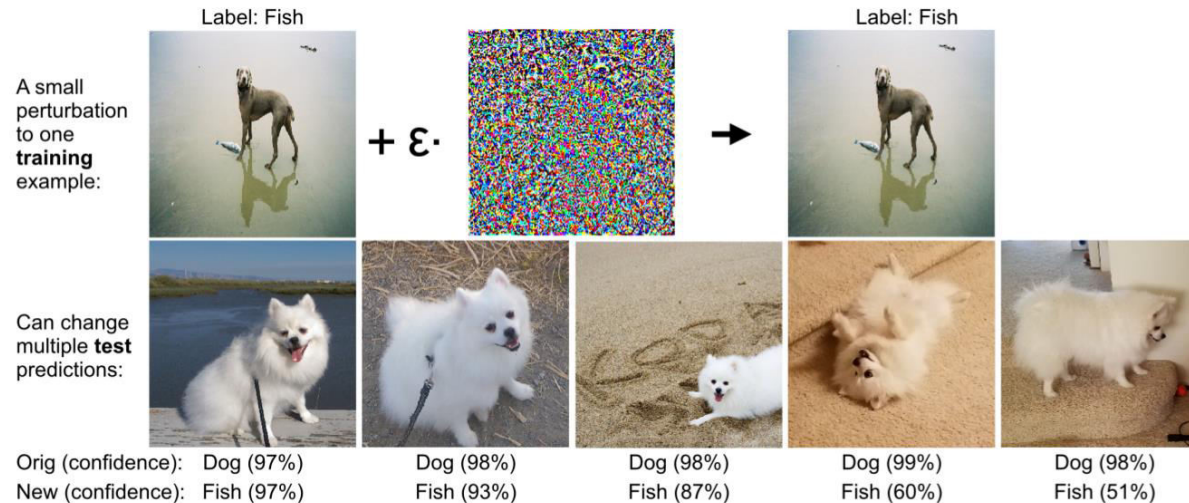 Label: Fish
Label: Fish
A small
perturbation
to one
training
example:
+ ε·
Can change
multiple test
predictions:
Orig (confidence): Dog (97%) Dog (98%) Dog (98%) Dog (99%) Dog (98%)
New (confidence): Fish (97%) Fish (93%) Fish (87%) Fish (60%) Fish (51%)